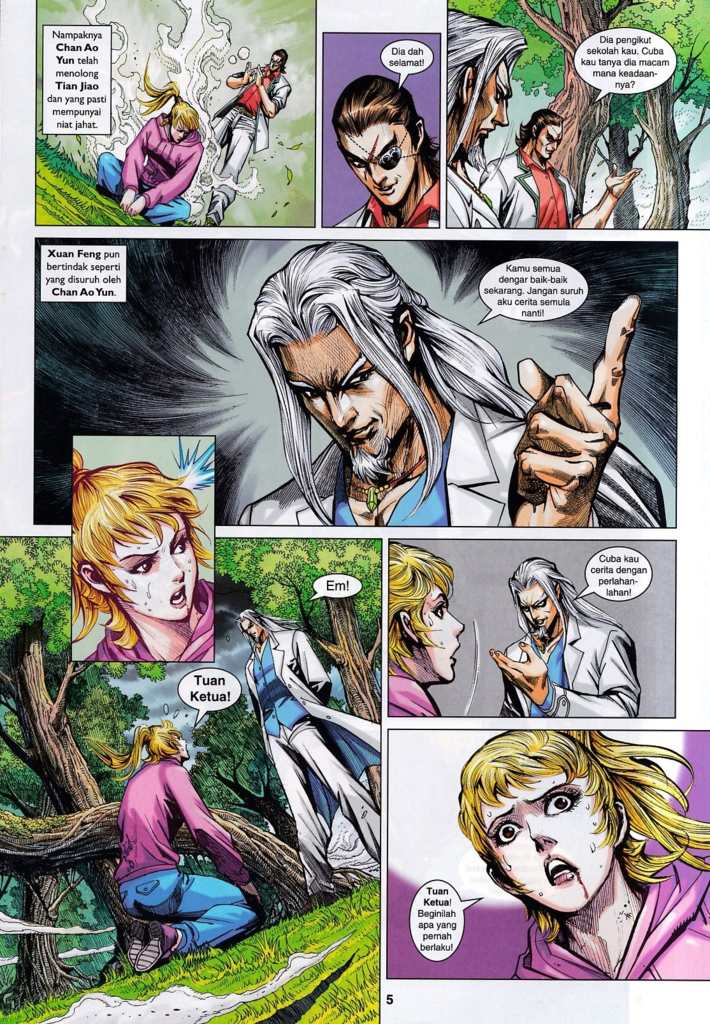 Nampaknya
Chan Ao
Yun telah
menolong
Tian Jiao
dan yang pasti
mempunyai
niat jahat.
Dia dah
selamat!
Dia pengikut
sekolah kau. Cuba
kau tanya dia macam
mana keadaan-
nya?
Xuan Feng pun
bertindak seperti
yang disuruh oleh
Chan Ao Yun.
Kamu semua
dengar baik-baik
sekarang. Jangan suruh
aku cerita semula
nanti!
Em!
Tuan
Ketua!
Cuba kau
cerita dengan
perlahan-
lahan!
Tuan
Ketua!
Beginilah
apa yang
pernah
berlaku!
5